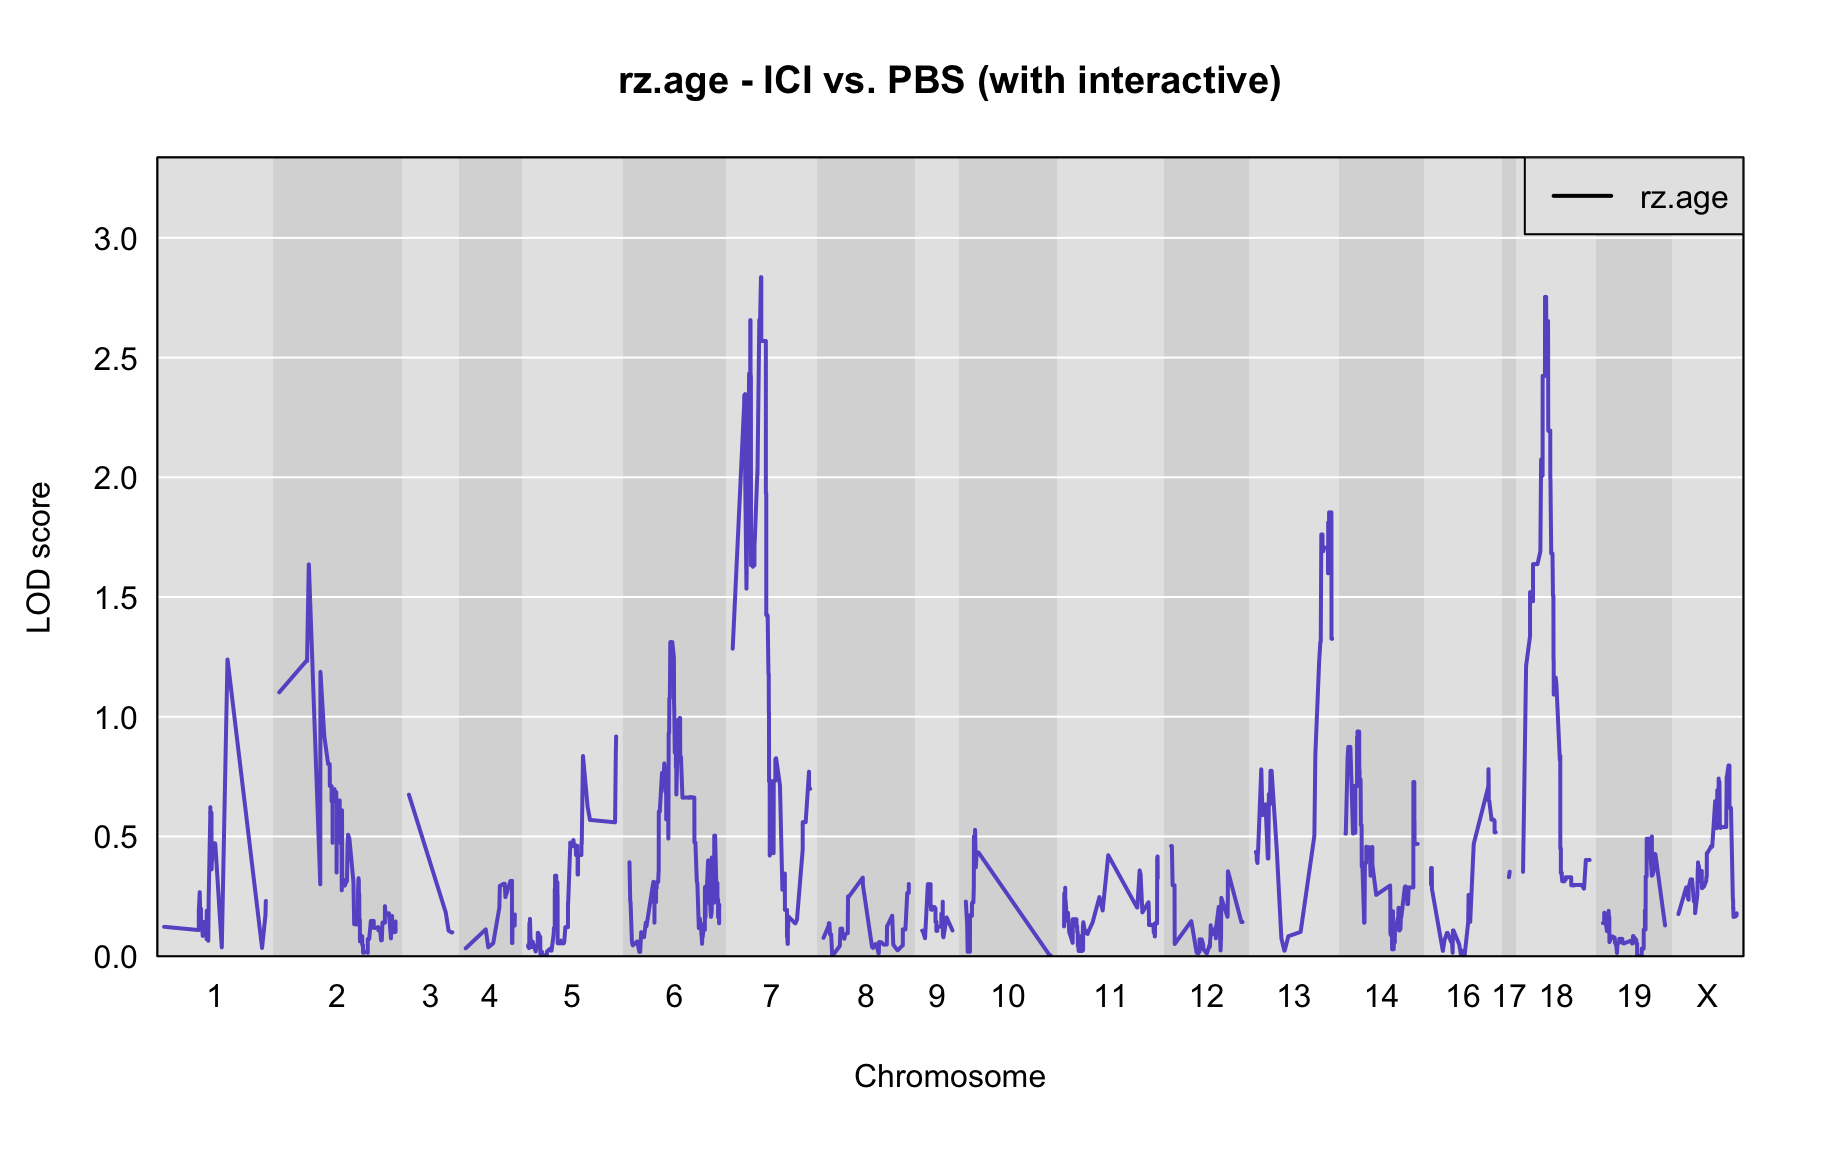 rz.age - ICI vs. PBS (with interactive)
rz.age
3.0
2.5
2.0
1.5
1.0
0.5
0.0
LOD score
1 2 3 4 5 6 7 8 9 10 11 12 13 14 16 17 18 19 X
Chromosome